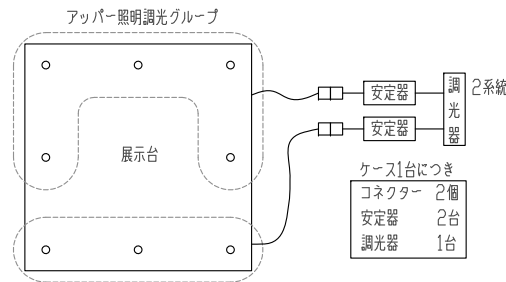 アッパー照明調光グループ
安定器
調光器
2系統
安定器
展示台
ケース1台につき
コネクター 2個
安定器 2台
調光器 1台